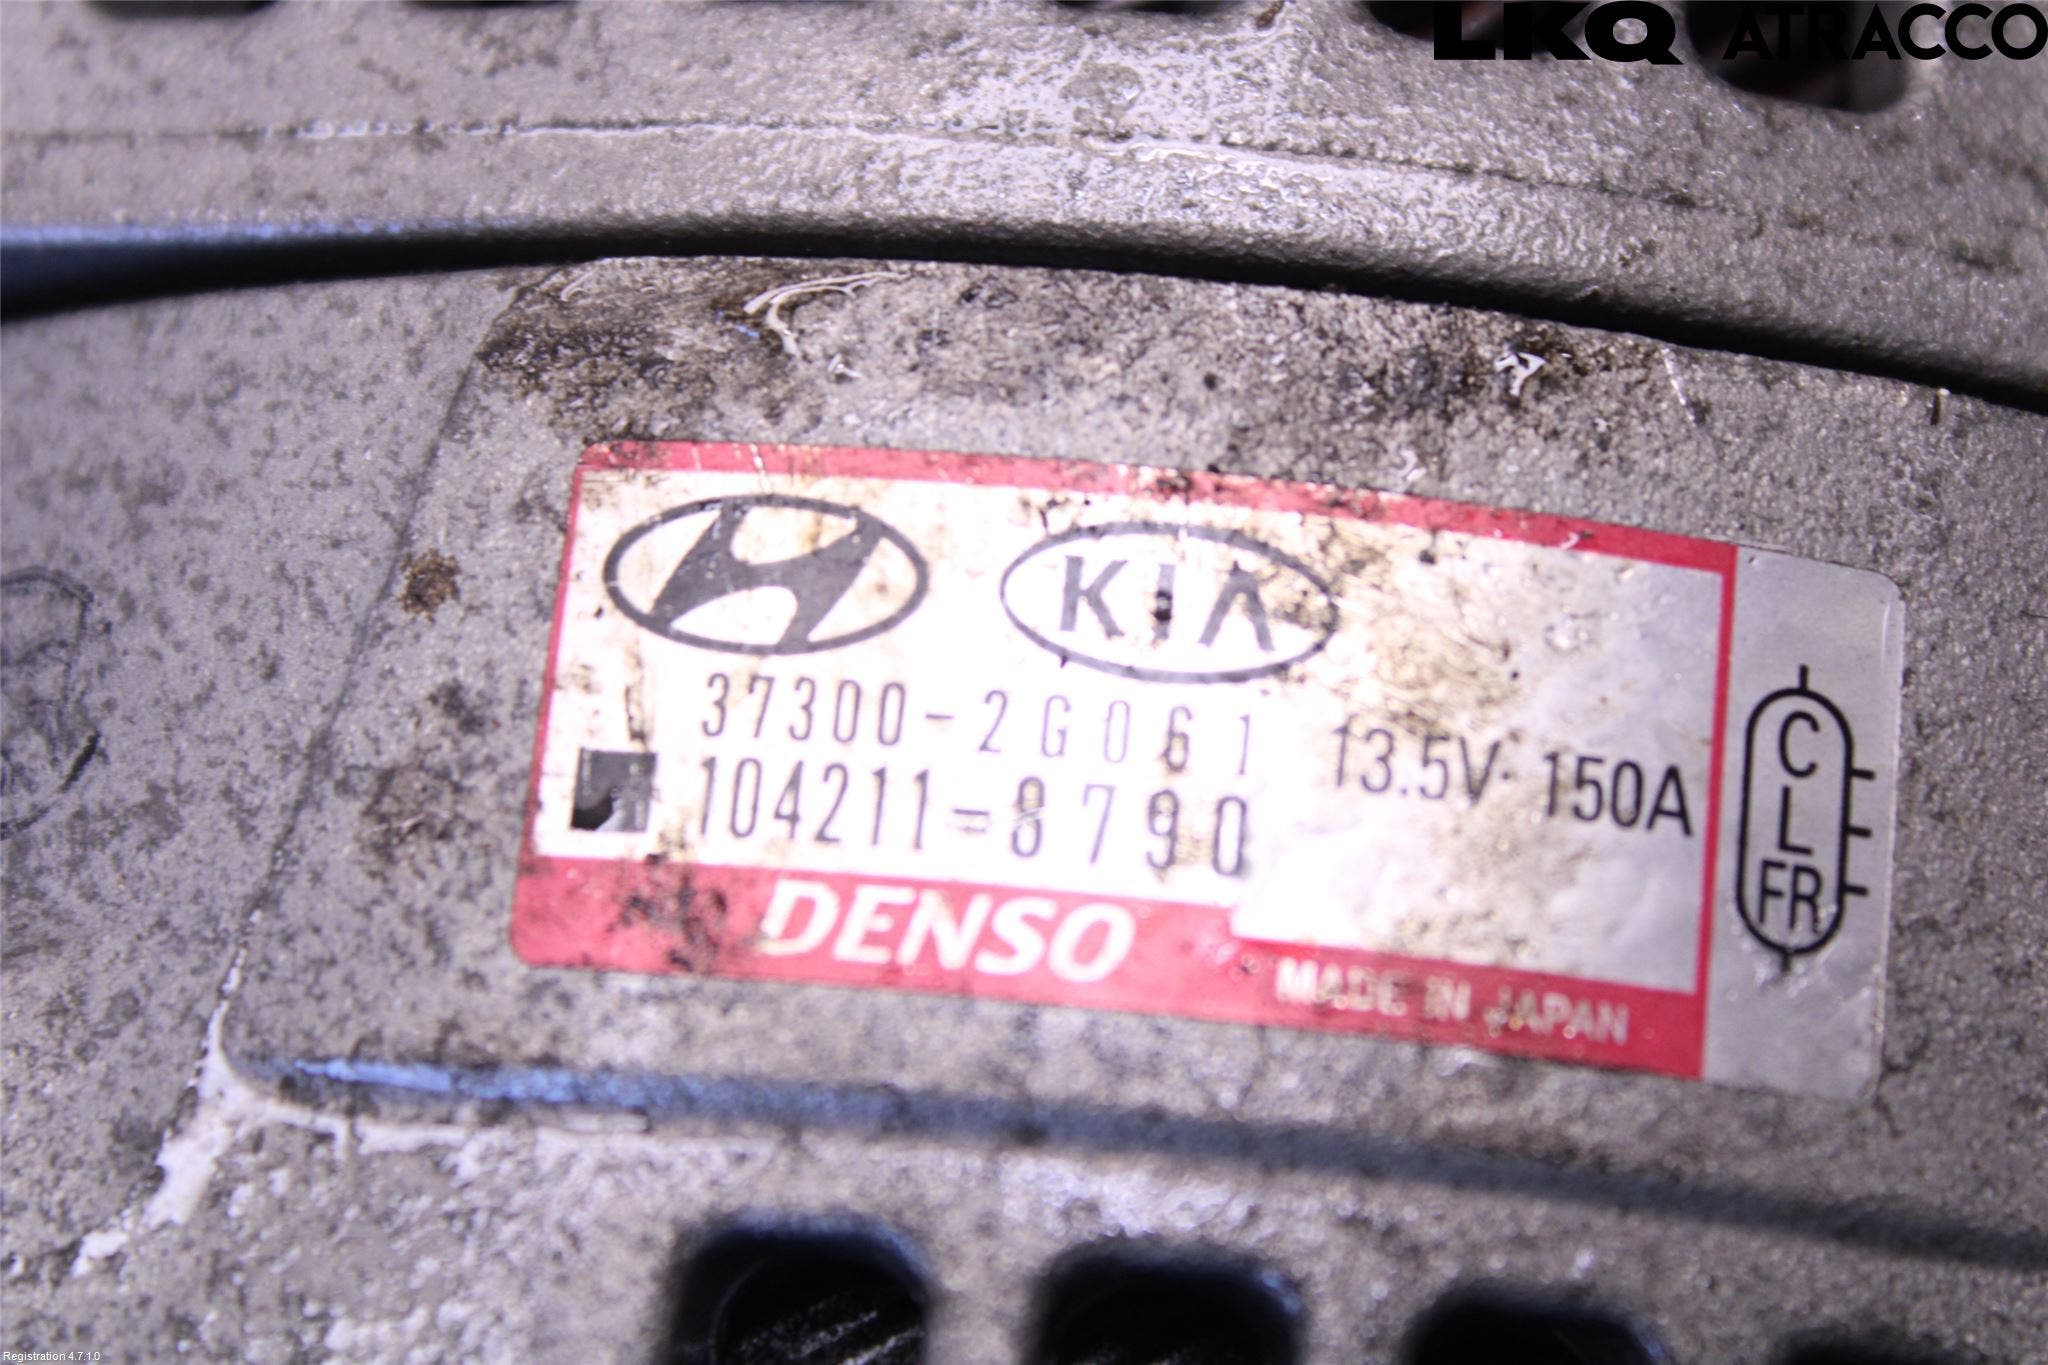 LKQ ATRACCO
KIA
37300-2G061
13.5V 150A
104211-8790
DENSO
MADE IN JAPAN
C
L
FR
Registration 4.7.1.0